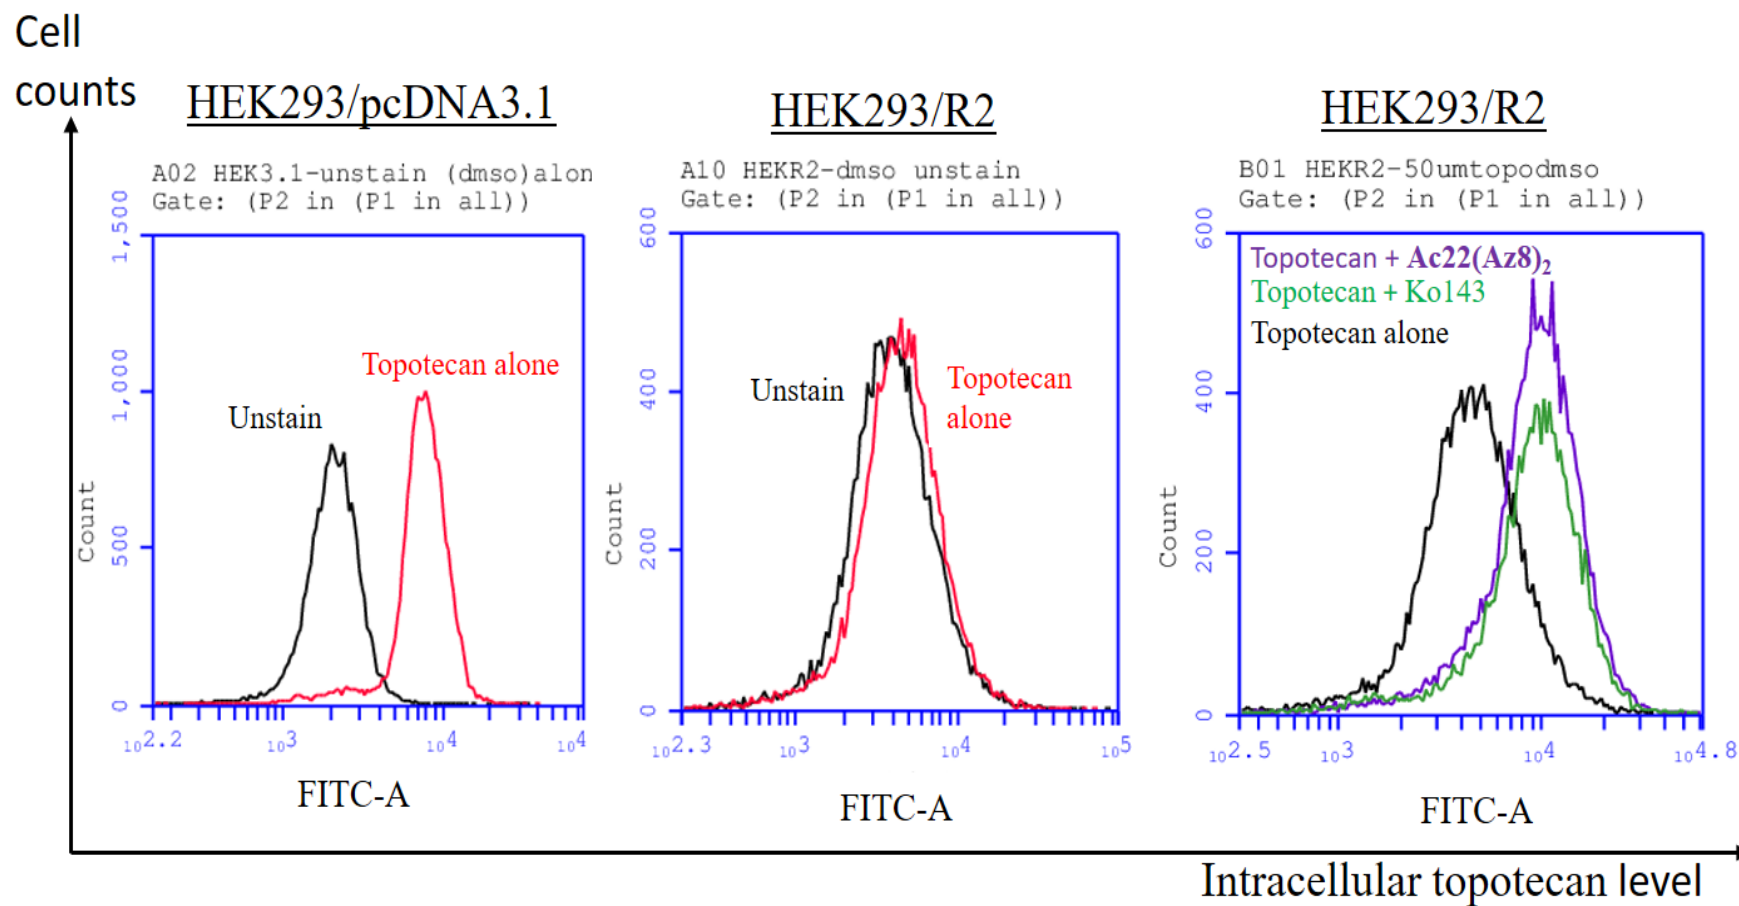 Cell
counts
HEK293/pcDNA3.1
A02 HEK3.1-unstain (dmso)alon
Gate: (P2 in (P1 in all))
1,500
1,000
500
0
Count
Unstain
Topotecan alone
10^2.2 10^3 10^4 10^4
FITC-A
HEK293/R2
A10 HEKR2-dmso unstain
Gate: (P2 in (P1 in all))
600
400
200
0
Count
Unstain
Topotecan
alone
10^2.3 10^3 10^4 10^5
FITC-A
HEK293/R2
B01 HEKR2-50umtopodmso
Gate: (P2 in (P1 in all))
600
400
200
0
Count
Topotecan + Ac22(Az8)₂
Topotecan + Ko143
Topotecan alone
10^2.5 10^3 10^4 10^4.8
FITC-A
Intracellular topotecan level